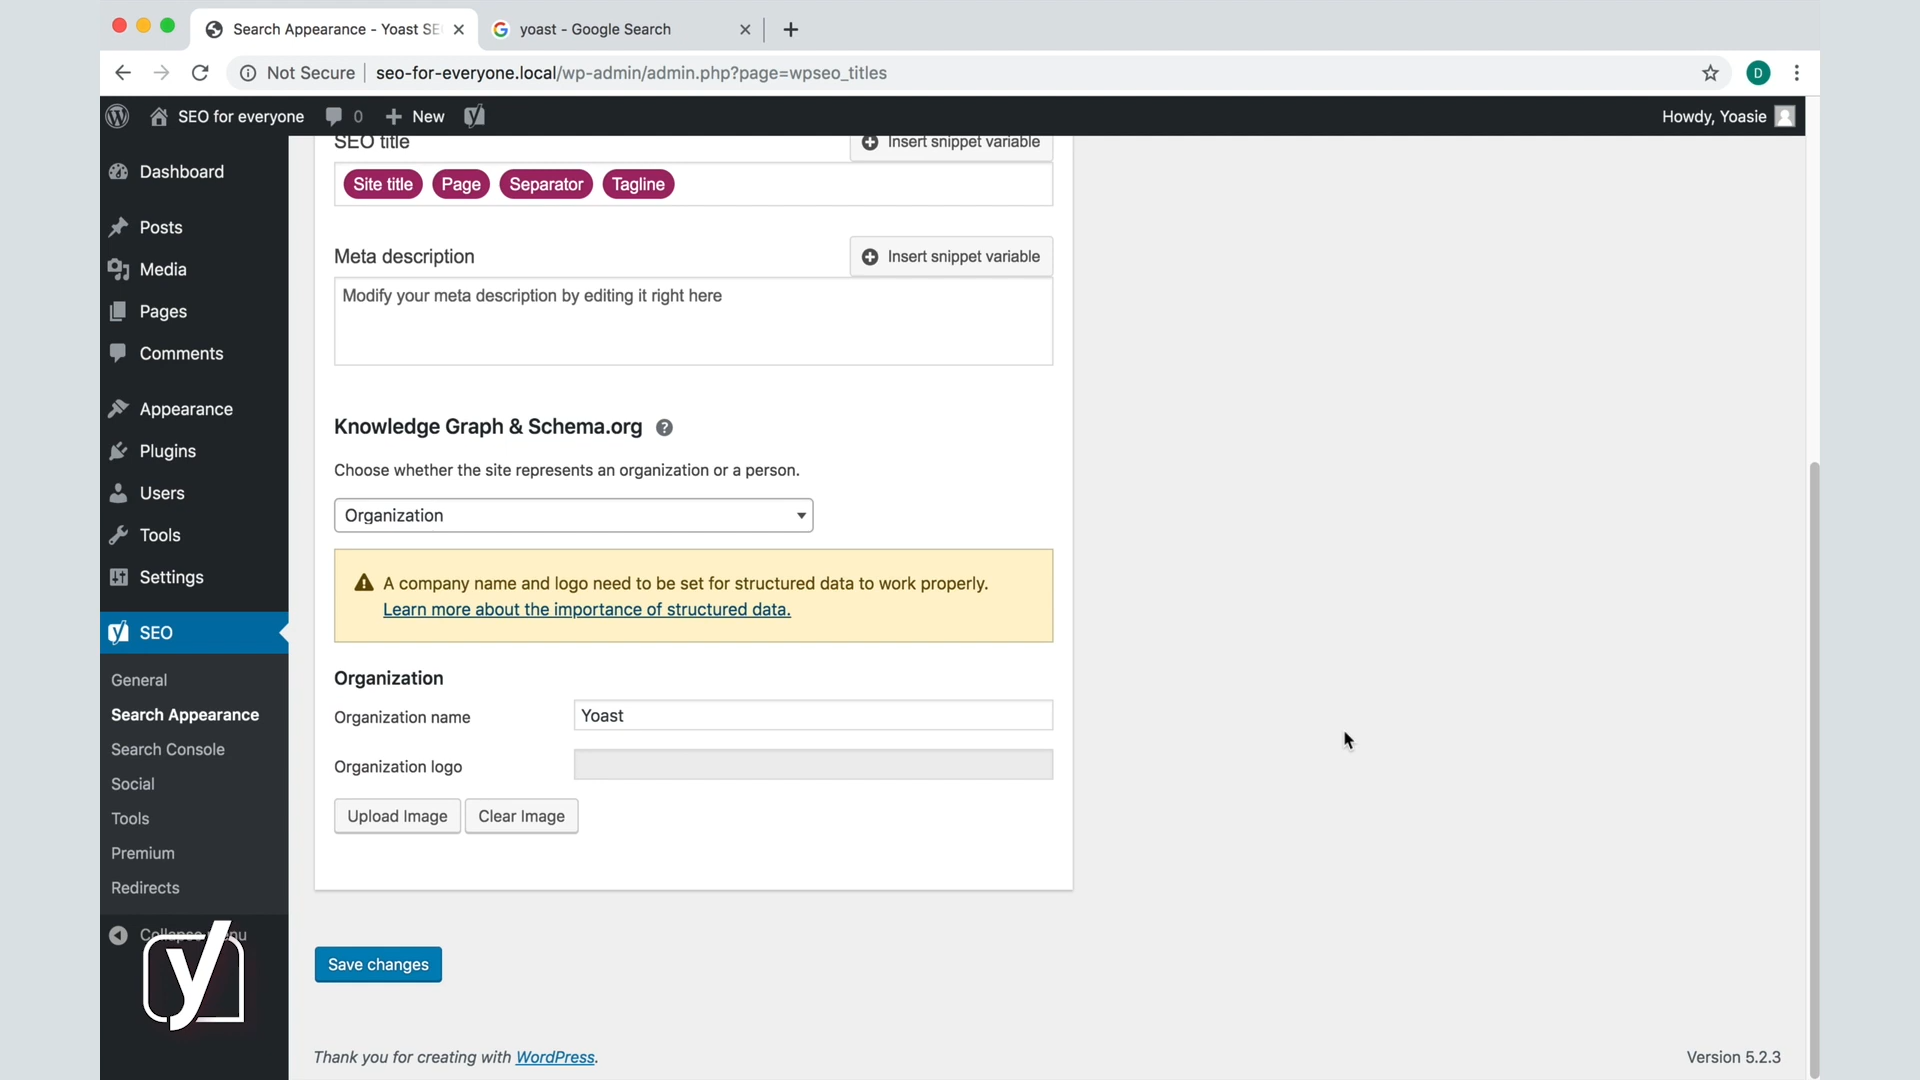 Search Appearance - Yoast SE
yoast - Google Search
Not Secure
seo-for-everyone.local/wp-admin/admin.php?page=wpseo_titles
D
SEO for everyone
0
New
Howdy, Yoasie
Dashboard
Posts
Media
Pages
Comments
Appearance
Plugins
Users
Tools
Settings
SEO
General
Search Appearance
Search Console
Social
Tools
Premium
Redirects
SEO title
Insert snippet variable
Site title
Page
Separator
Tagline
Meta description
Insert snippet variable
Modify your meta description by editing it right here
Knowledge Graph & Schema.org
?
Choose whether the site represents an organization or a person.
Organization
A company name and logo need to be set for structured data to work properly.
Learn more about the importance of structured data.
Organization
Organization name
Yoast
Organization logo
Upload Image
Clear Image
Save changes
y
Thank you for creating with WordPress.
Version 5.2.3